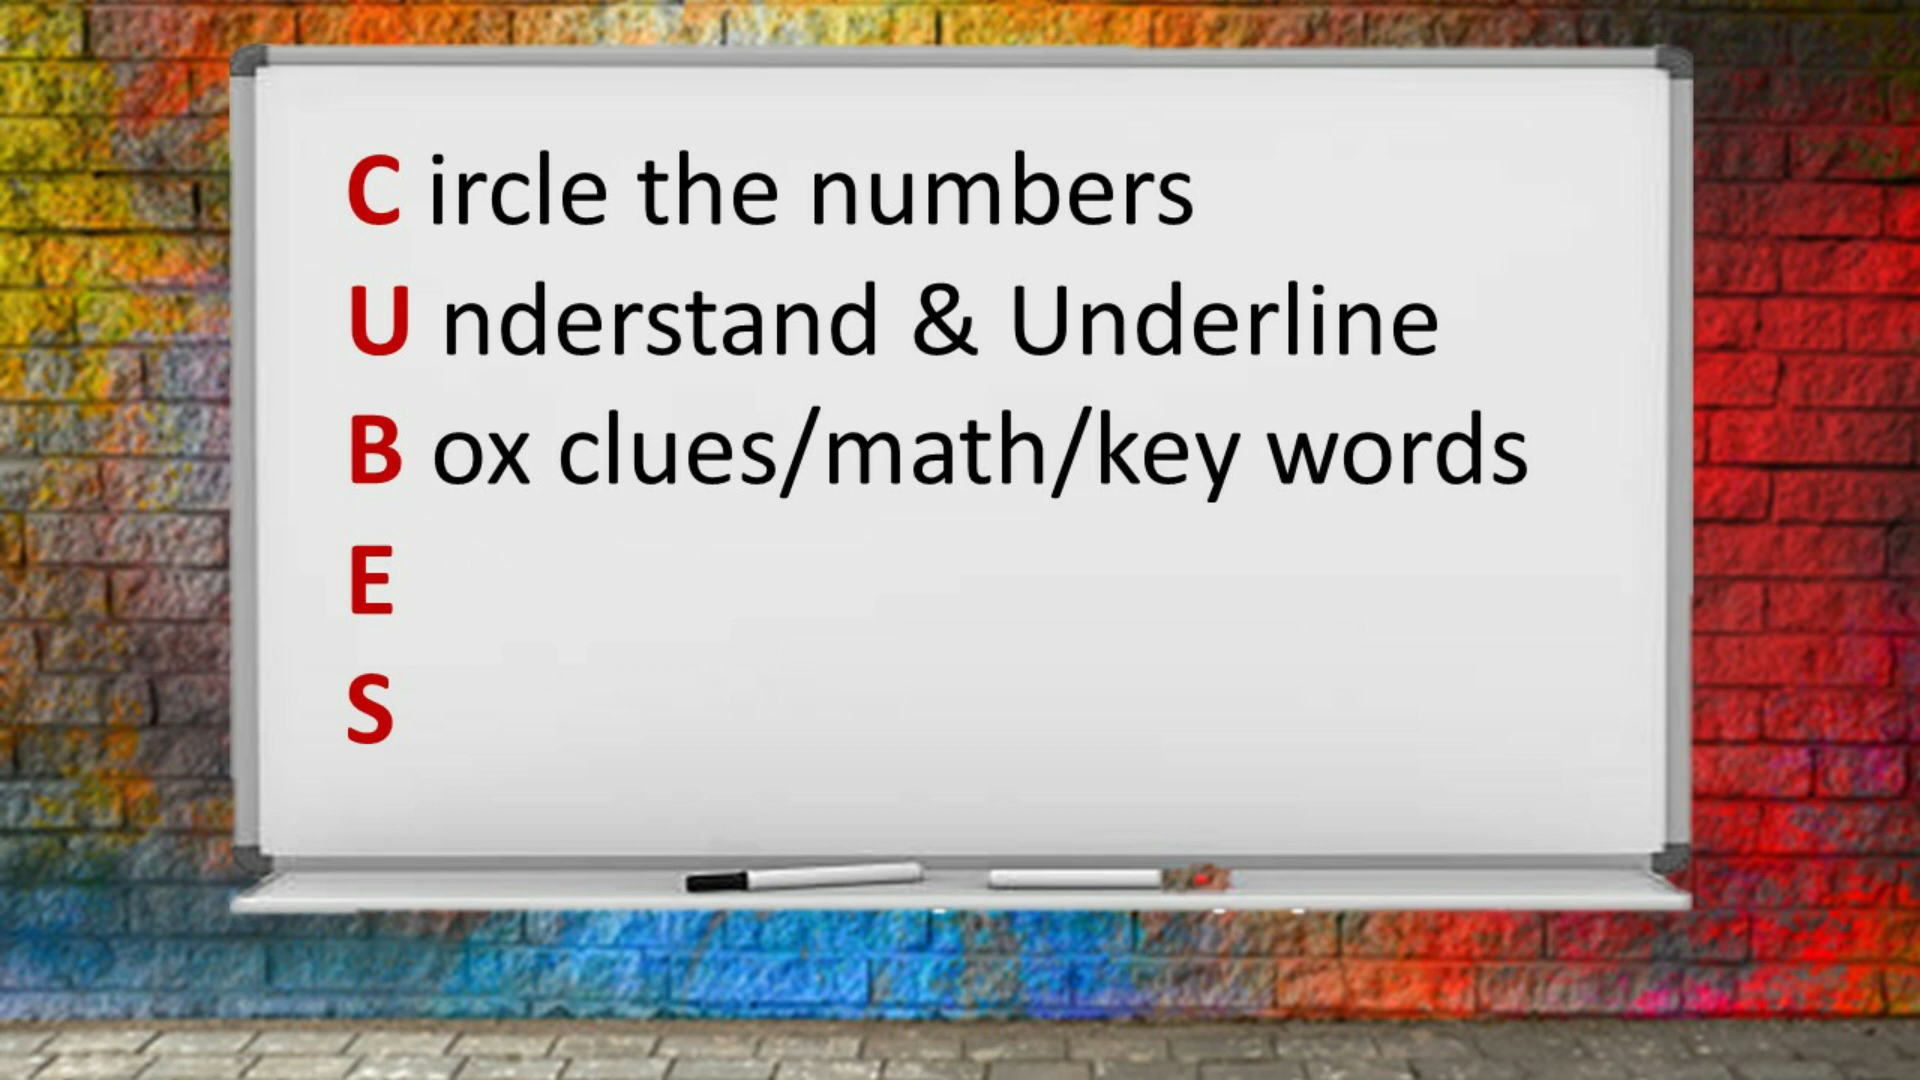 C ircle the numbers
U nderstand & Underline
B ox clues/math/key words
E
S